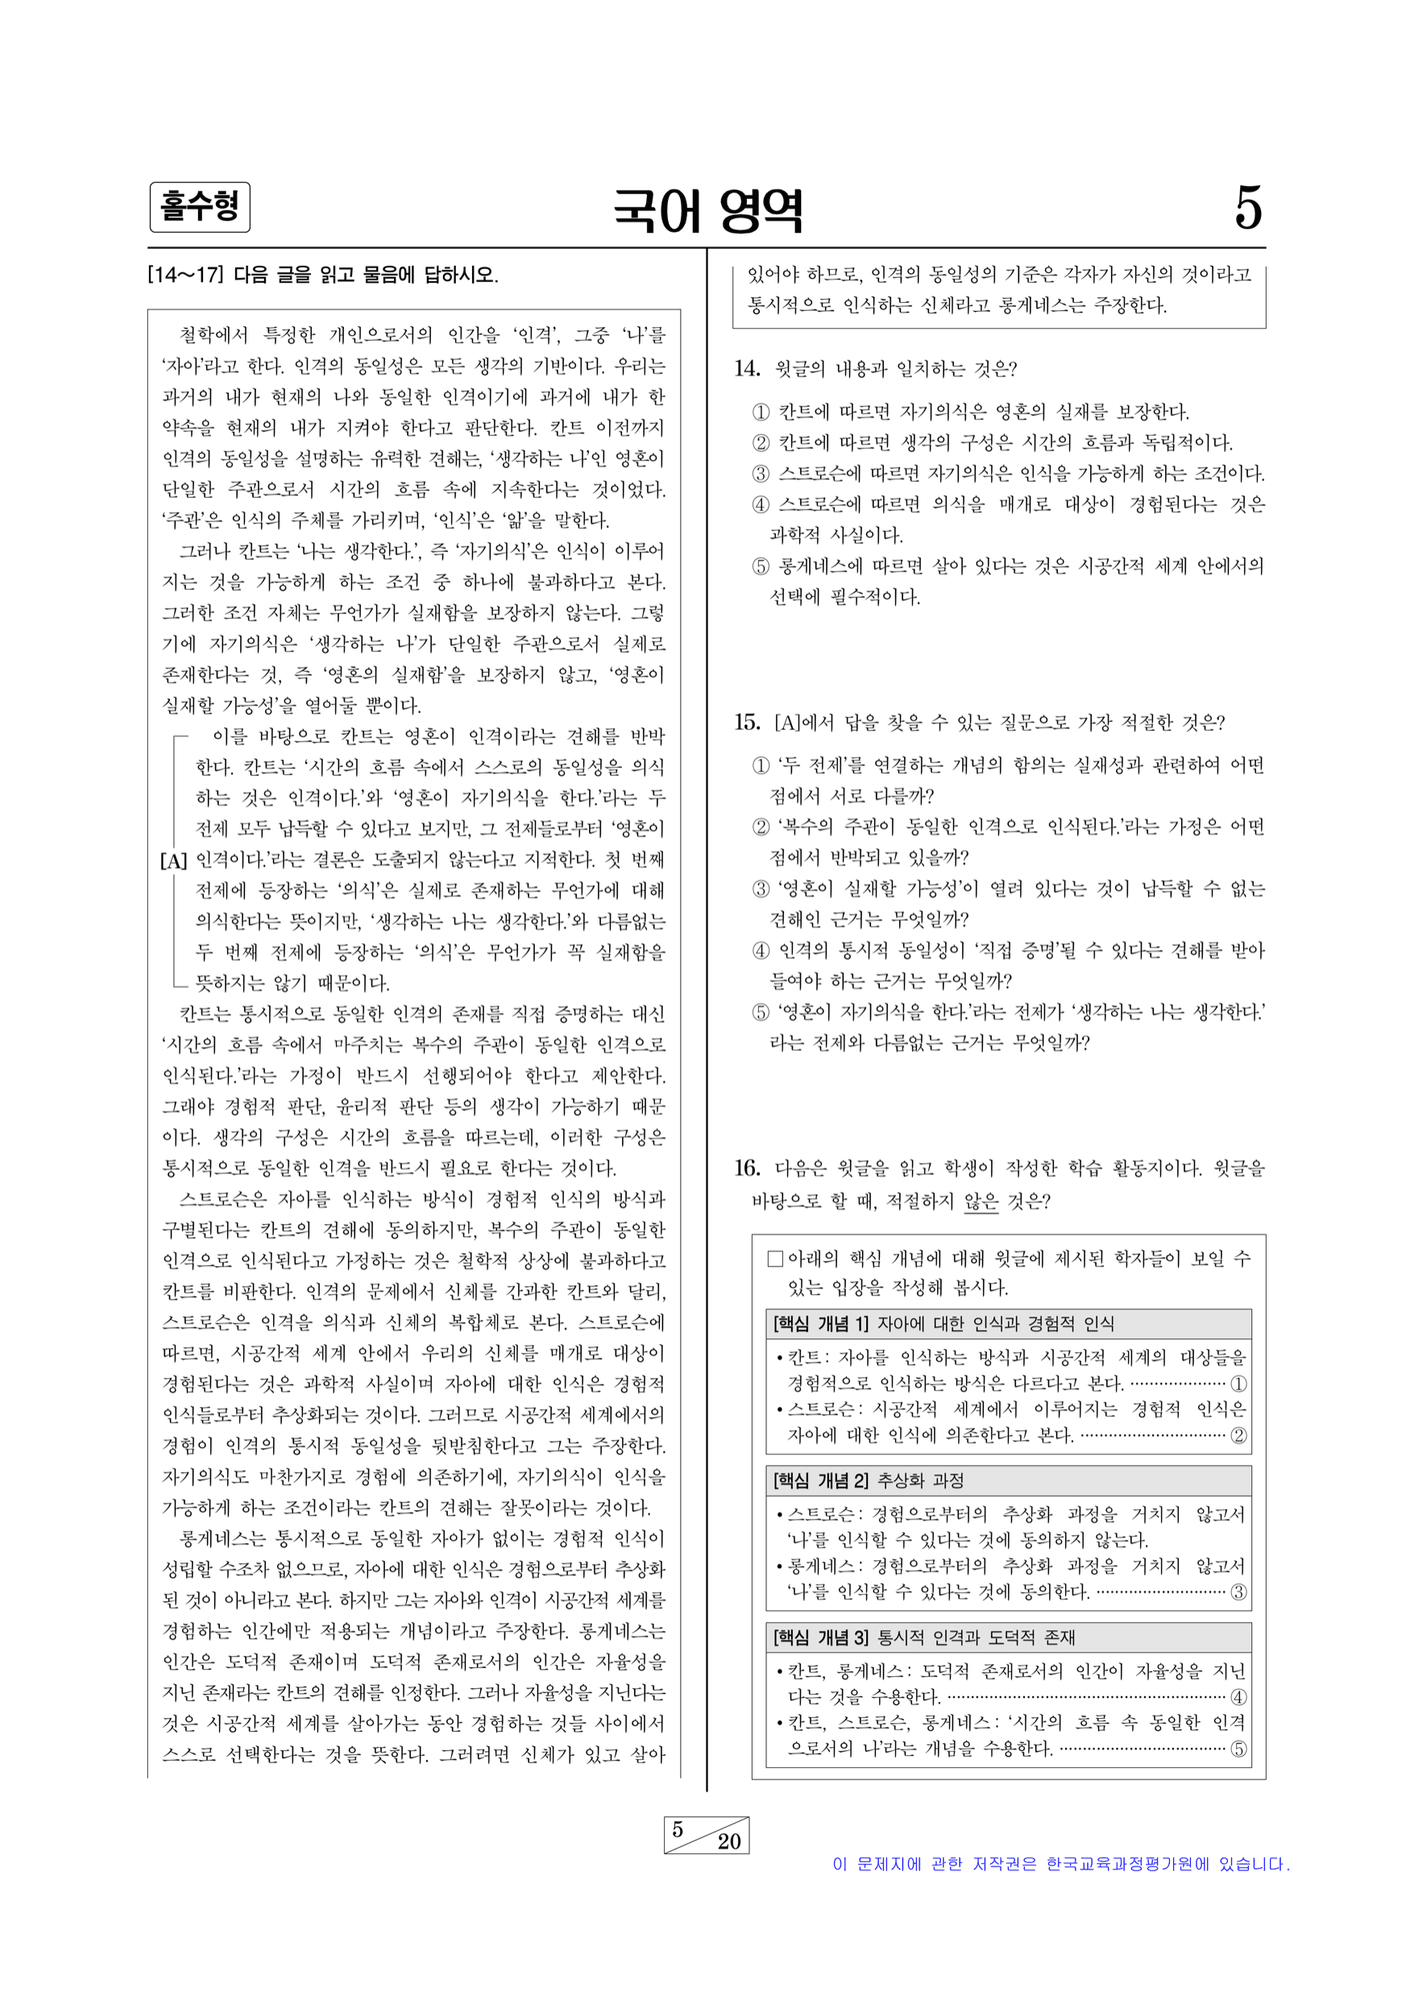 홀수형
국어 영역
5
[14～17] 다음 글을 읽고 물음에 답하시오.
철학에서 특정한 개인으로서의 인간을 ‘인격’, 그중 ‘나’를
‘자아’라고 한다. 인격의 동일성은 모든 생각의 기반이다. 우리는
과거의 내가 현재의 나와 동일한 인격이기에 과거에 내가 한
약속을 현재의 내가 지켜야 한다고 판단한다. 칸트 이전까지
인격의 동일성을 설명하는 유력한 견해는, ‘생각하는 나’인 영혼이
단일한 주관으로서 시간의 흐름 속에 지속한다는 것이었다.
‘주관’은 인식의 주체를 가리키며, ‘인식’은 ‘앎’을 말한다.
그러나 칸트는 ‘나는 생각한다.’, 즉 ‘자기의식’은 인식이 이루어
지는 것을 가능하게 하는 조건 중 하나에 불과하다고 본다.
그러한 조건 자체는 무언가가 실재함을 보장하지 않는다. 그렇
기에 자기의식은 ‘생각하는 나’가 단일한 주관으로서 실제로
존재한다는 것, 즉 ‘영혼의 실재함’을 보장하지 않고, ‘영혼이
실재할 가능성’을 열어둘 뿐이다.
이를 바탕으로 칸트는 영혼이 인격이라는 견해를 반박
한다. 칸트는 ‘시간의 흐름 속에서 스스로의 동일성을 의식
하는 것은 인격이다.’와 ‘영혼이 자기의식을 한다.’라는 두
전제 모두 납득할 수 있다고 보지만, 그 전제들로부터 ‘영혼이
[A] 인격이다.’라는 결론은 도출되지 않는다고 지적한다. 첫 번째
전제에 등장하는 ‘의식’은 실제로 존재하는 무언가에 대해
의식한다는 뜻이지만, ‘생각하는 나는 생각한다.’와 다름없는
두 번째 전제에 등장하는 ‘의식’은 무언가가 꼭 실재함을
뜻하지는 않기 때문이다.
칸트는 통시적으로 동일한 인격의 존재를 직접 증명하는 대신
‘시간의 흐름 속에서 마주치는 복수의 주관이 동일한 인격으로
인식된다.’라는 가정이 반드시 선행되어야 한다고 제안한다.
그래야 경험적 판단, 윤리적 판단 등의 생각이 가능하기 때문
이다. 생각의 구성은 시간의 흐름을 따르는데, 이러한 구성은
통시적으로 동일한 인격을 반드시 필요로 한다는 것이다.
스트로슨은 자아를 인식하는 방식이 경험적 인식의 방식과
구별된다는 칸트의 견해에 동의하지만, 복수의 주관이 동일한
인격으로 인식된다고 가정하는 것은 철학적 상상에 불과하다고
칸트를 비판한다. 인격의 문제에서 신체를 간과한 칸트와 달리,
스트로슨은 인격을 의식과 신체의 복합체로 본다. 스트로슨에
따르면, 시공간적 세계 안에서 우리의 신체를 매개로 대상이
경험된다는 것은 과학적 사실이며 자아에 대한 인식은 경험적
인식들로부터 추상화되는 것이다. 그러므로 시공간적 세계에서의
경험이 인격의 통시적 동일성을 뒷받침한다고 그는 주장한다.
자기의식도 마찬가지로 경험에 의존하기에, 자기의식이 인식을
가능하게 하는 조건이라는 칸트의 견해는 잘못이라는 것이다.
롱게네스는 통시적으로 동일한 자아가 없이는 경험적 인식이
성립할 수조차 없으므로, 자아에 대한 인식은 경험으로부터 추상화
된 것이 아니라고 본다. 하지만 그는 자아와 인격이 시공간적 세계를
경험하는 인간에만 적용되는 개념이라고 주장한다. 롱게네스는
인간은 도덕적 존재이며 도덕적 존재로서의 인간은 자율성을
지닌 존재라는 칸트의 견해를 인정한다. 그러나 자율성을 지닌다는
것은 시공간적 세계를 살아가는 동안 경험하는 것들 사이에서
스스로 선택한다는 것을 뜻한다. 그러려면 신체가 있고 살아
있어야 하므로, 인격의 동일성의 기준은 각자가 자신의 것이라고
통시적으로 인식하는 신체라고 롱게네스는 주장한다.
14. 윗글의 내용과 일치하는 것은?
① 칸트에 따르면 자기의식은 영혼의 실재를 보장한다.
② 칸트에 따르면 생각의 구성은 시간의 흐름과 독립적이다.
③ 스트로슨에 따르면 자기의식은 인식을 가능하게 하는 조건이다.
④ 스트로슨에 따르면 의식을 매개로 대상이 경험된다는 것은
과학적 사실이다.
⑤ 롱게네스에 따르면 살아 있다는 것은 시공간적 세계 안에서의
선택에 필수적이다.
15. [A]에서 답을 찾을 수 있는 질문으로 가장 적절한 것은?
① ‘두 전제’를 연결하는 개념의 함의는 실재성과 관련하여 어떤
점에서 서로 다를까?
② ‘복수의 주관이 동일한 인격으로 인식된다.’라는 가정은 어떤
점에서 반박되고 있을까?
③ ‘영혼이 실재할 가능성’이 열려 있다는 것이 납득할 수 없는
견해인 근거는 무엇일까?
④ 인격의 통시적 동일성이 ‘직접 증명’될 수 있다는 견해를 받아
들여야 하는 근거는 무엇일까?
⑤ ‘영혼이 자기의식을 한다.’라는 전제가 ‘생각하는 나는 생각한다.’
라는 전제와 다름없는 근거는 무엇일까?
16. 다음은 윗글을 읽고 학생이 작성한 학습 활동지이다. 윗글을
바탕으로 할 때, 적절하지 않은 것은?
□ 아래의 핵심 개념에 대해 윗글에 제시된 학자들이 보일 수
있는 입장을 작성해 봅시다.
[핵심 개념 1] 자아에 대한 인식과 경험적 인식
• 칸트: 자아를 인식하는 방식과 시공간적 세계의 대상들을
경험적으로 인식하는 방식은 다르다고 본다. ··················· ①
• 스트로슨: 시공간적 세계에서 이루어지는 경험적 인식은
자아에 대한 인식에 의존한다고 본다. ····························· ②
[핵심 개념 2] 추상화 과정
• 스트로슨: 경험으로부터의 추상화 과정을 거치지 않고서
‘나’를 인식할 수 있다는 것에 동의하지 않는다.
• 롱게네스: 경험으로부터의 추상화 과정을 거치지 않고서
‘나’를 인식할 수 있다는 것에 동의한다. ·························· ③
[핵심 개념 3] 통시적 인격과 도덕적 존재
• 칸트, 롱게네스: 도덕적 존재로서의 인간이 자율성을 지닌
다는 것을 수용한다. ······················································· ④
• 칸트, 스트로슨, 롱게네스: ‘시간의 흐름 속 동일한 인격
으로서의 나’라는 개념을 수용한다. ································· ⑤
5
20
이 문제지에 관한 저작권은 한국교육과정평가원에 있습니다.